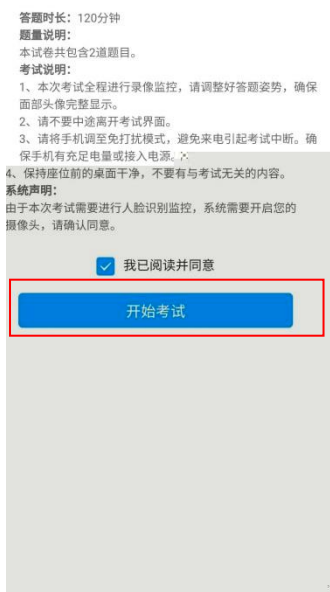 答题时长：120分钟
题量说明：
本试卷共包含2道题目。
考试说明：
1、本次考试全程进行录像监控，请调整好答题姿势，确保
面部头像完整显示。
2、请不要中途离开考试界面。
3、请将手机调至免打扰模式，避免来电引起考试中断。确
保手机有充足电量或接入电源。
4、保持座位前的桌面干净，不要有与考试无关的内容。
系统声明：
由于本次考试需要进行人脸识别监控，系统需要开启您的
摄像头，请确认同意。
我已阅读并同意
开始考试